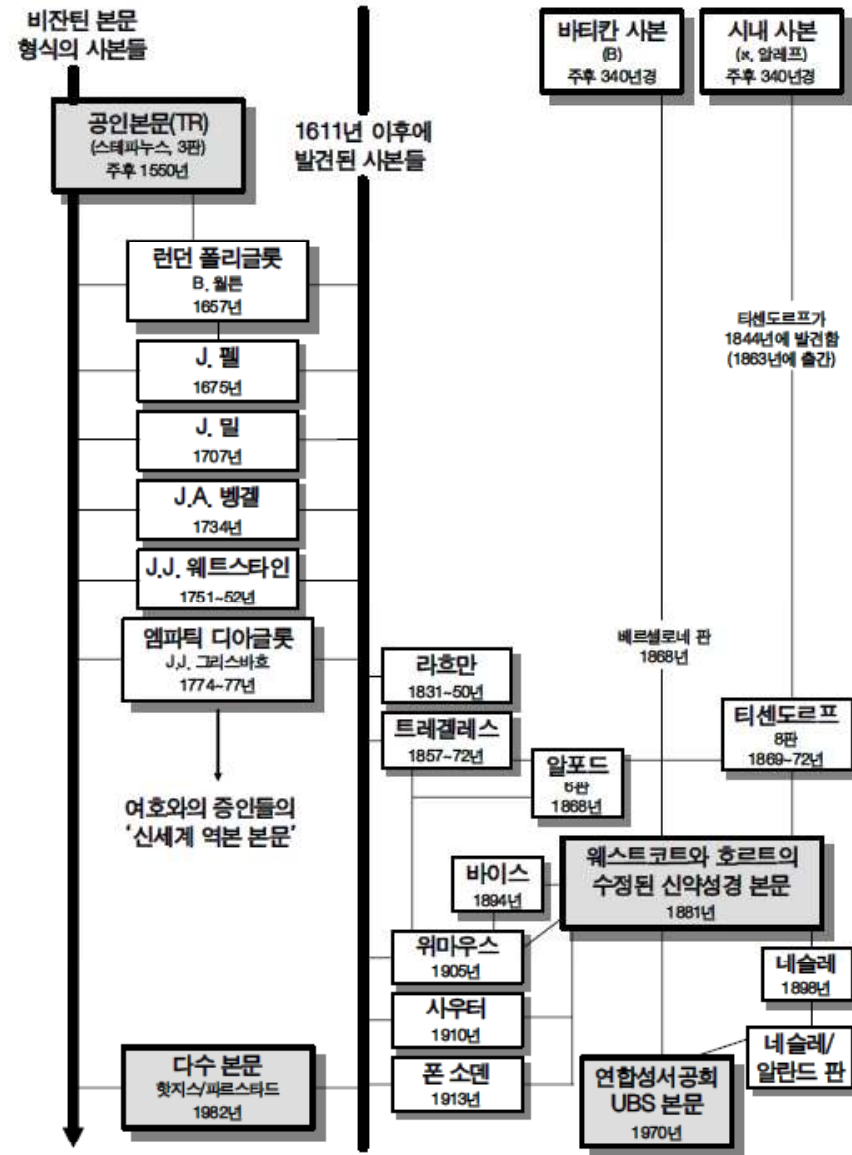 비잔틴 본문
형식의 사본들
바티칸 사본
(B)
주후 340년경
시내 사본
(א, 알레프)
주후 340년경
공인본문(TR)
(스테파누스, 3판)
주후 1550년
1611년 이후에
발견된 사본들
런던 폴리글롯
B. 월튼
1657년
티센도르프가
1844년에 발견함
(1863년에 출간)
J. 펠
1675년
J. 밀
1707년
J.A. 벵겔
1734년
J.J. 웨트스타인
1751~52년
엠파틱 디아글롯
J.J. 그리스바흐
1774~77년
베르셀로네 판
1868년
라흐만
1831~50년
트레겔레스
1857~72년
티센도르프
8판
1869~72년
알포드
6판
1868년
여호와의 증인들의
'신세계 역본 본문'
웨스트코트와 호르트의
수정된 신약성경 본문
1881년
바이스
1894년
위마우스
1905년
네슬레
1898년
사우터
1910년
네슬레/
알란드 판
다수 본문
핫지스/파르스타드
1982년
폰 소덴
1913년
연합성서공회
UBS 본문
1970년